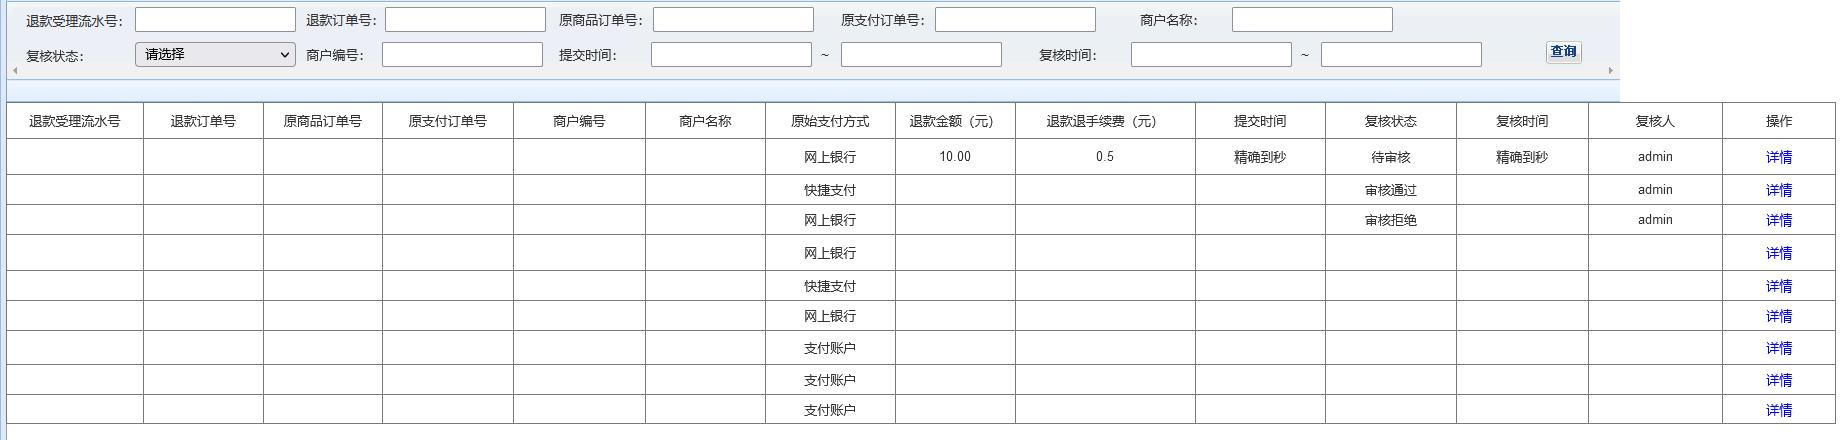 退款受理流水号： 退款订单号： 原商品订单号： 原支付订单号： 商户名称：
复核状态： 请选择 商户编号： 提交时间： ~ 复核时间： ~ 查询
退款受理流水号 退款订单号 原商品订单号 原支付订单号 商户编号 商户名称 原始支付方式 退款金额（元） 退款退手续费（元） 提交时间 复核状态 复核时间 复核人 操作
网上银行 10.00 0.5 精确到秒 待审核 精确到秒 admin 详情
快捷支付 审核通过 admin 详情
网上银行 审核拒绝 admin 详情
网上银行 详情
快捷支付 详情
网上银行 详情
支付账户 详情
支付账户 详情
支付账户 详情